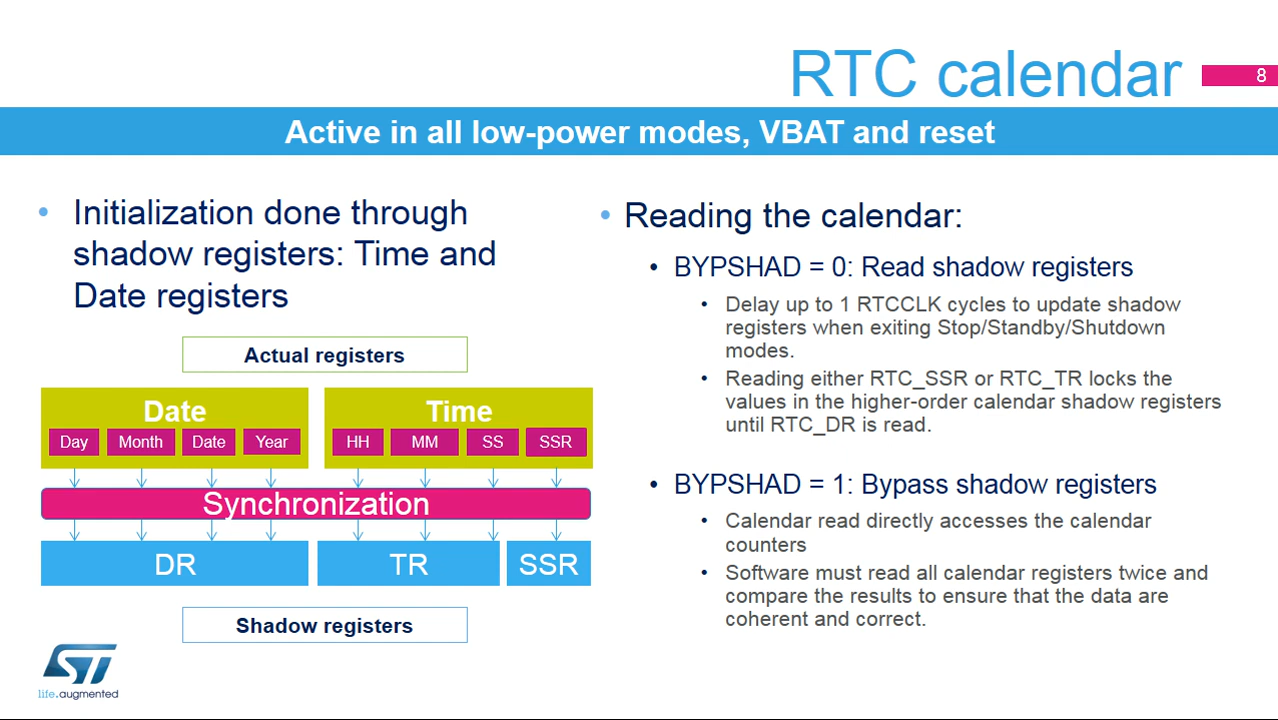 RTC calendar
8
Active in all low-power modes, VBAT and reset
• Initialization done through
shadow registers: Time and
Date registers
Actual registers
Date
Time
Day Month Date Year
HH MM SS SSR
Synchronization
DR TR SSR
Shadow registers
• Reading the calendar:
• BYPSHAD = 0: Read shadow registers
• Delay up to 1 RTCCLK cycles to update shadow
registers when exiting Stop/Standby/Shutdown
modes.
• Reading either RTC_SSR or RTC_TR locks the
values in the higher-order calendar shadow registers
until RTC_DR is read.
• BYPSHAD = 1: Bypass shadow registers
• Calendar read directly accesses the calendar
counters
• Software must read all calendar registers twice and
compare the results to ensure that the data are
coherent and correct.
ST
life.augmented